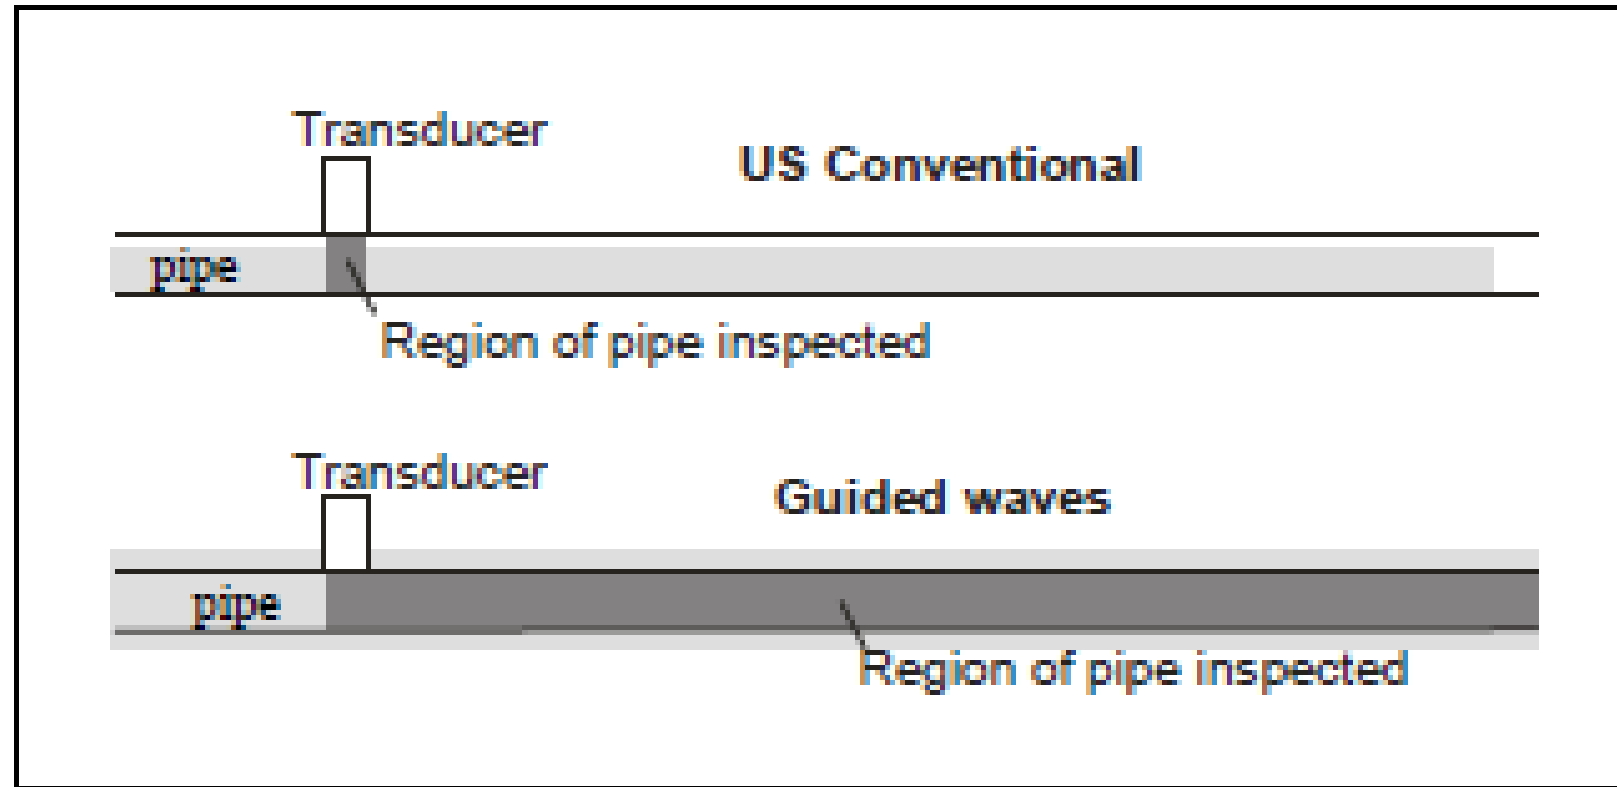 Transducer
US Conventional
pipe
Region of pipe inspected
Transducer
Guided waves
pipe
Region of pipe inspected